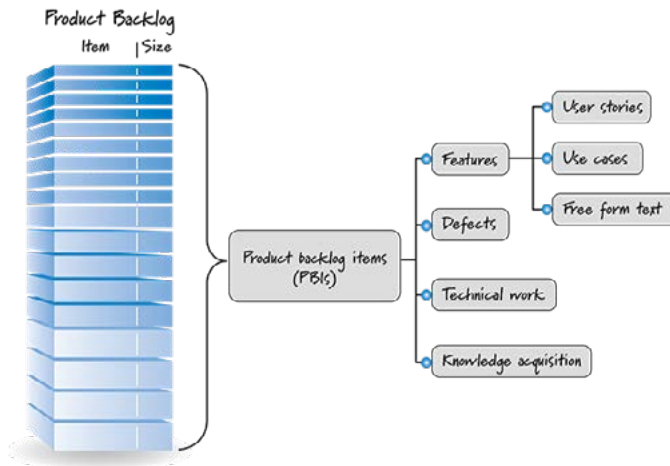 Product Backlog
Item | Size
Product backlog items
(PBIs)
Features
Defects
Technical work
Knowledge acquisition
User stories
Use cases
Free form text